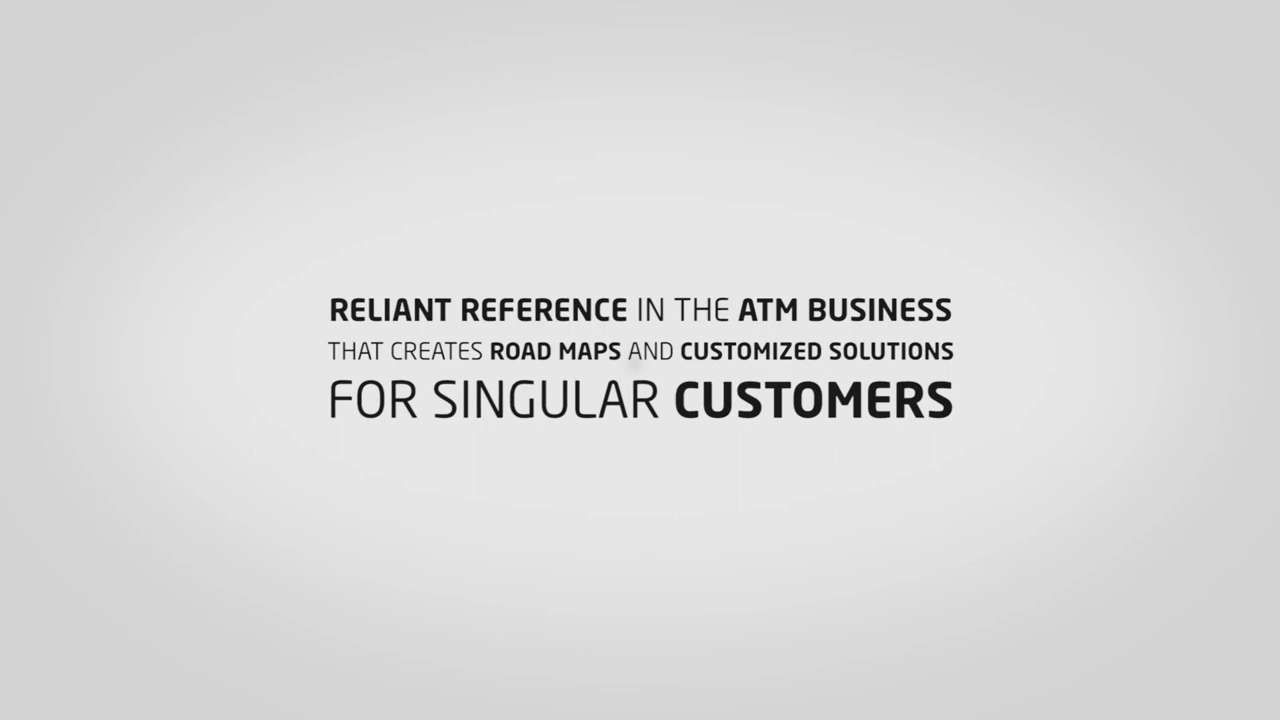 RELIANT REFERENCE IN THE ATM BUSINESS
THAT CREATES ROAD MAPS AND CUSTOMIZED SOLUTIONS
FOR SINGULAR CUSTOMERS